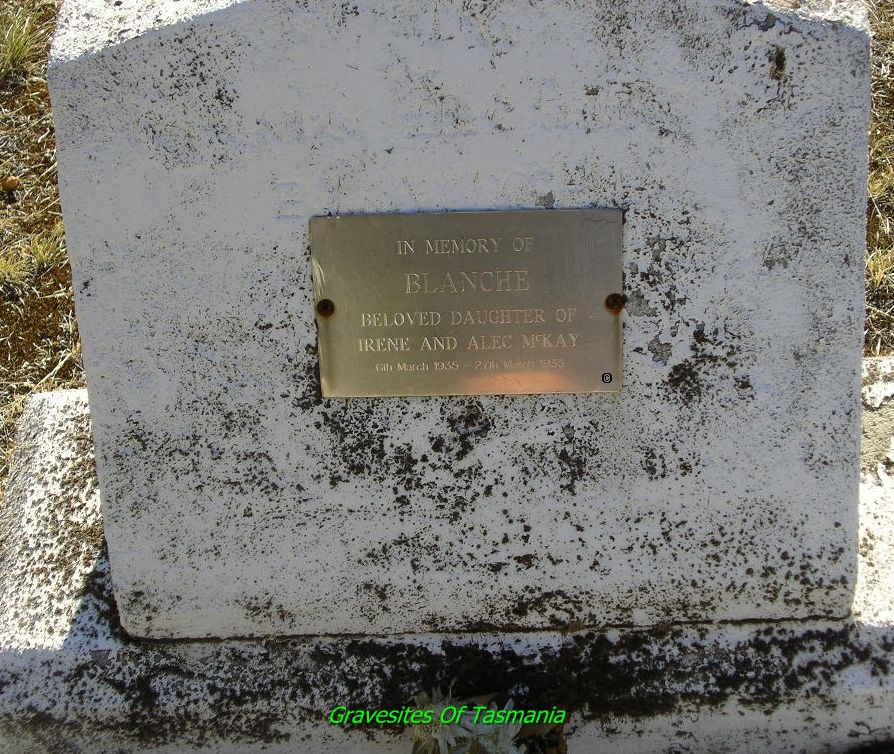 IN MEMORY OF
BLANCHE
BELOVED DAUGHTER OF
IRENE AND ALEC McKAY
6th March 1935 - 27th March 1935
©
Gravesites Of Tasmania